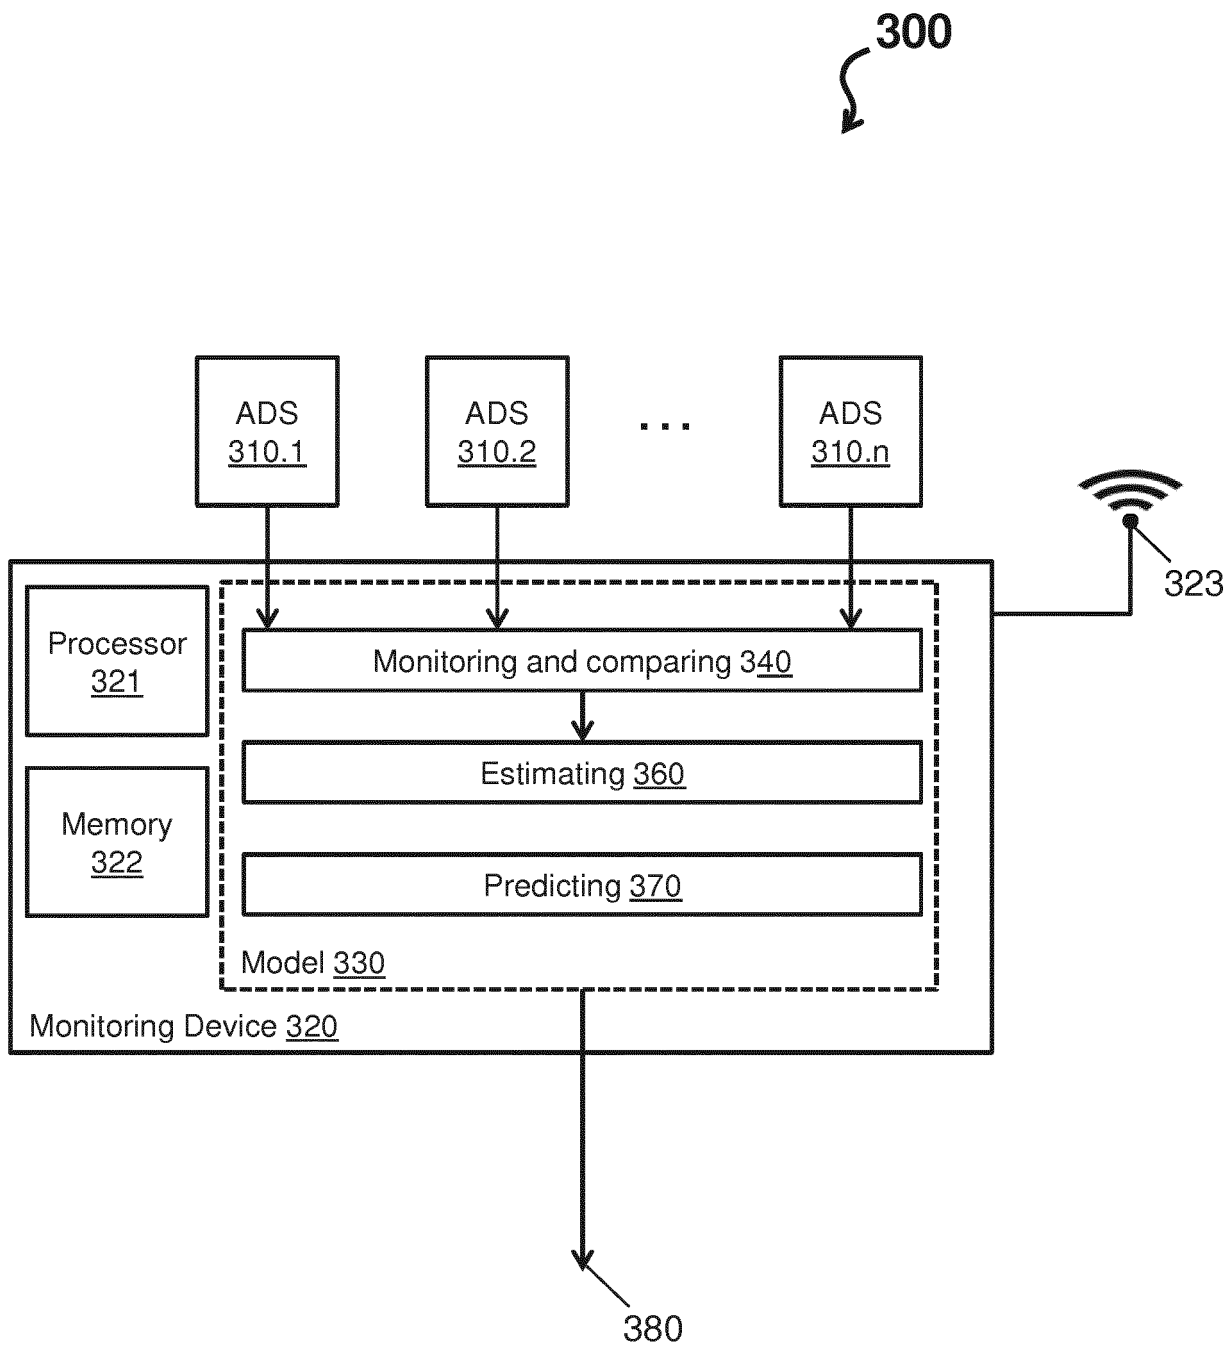 300
ADS
310.1
ADS
310.2
...
ADS
310.n
323
Processor
321
Monitoring and comparing 340
Estimating 360
Memory
322
Predicting 370
Model 330
Monitoring Device 320
380